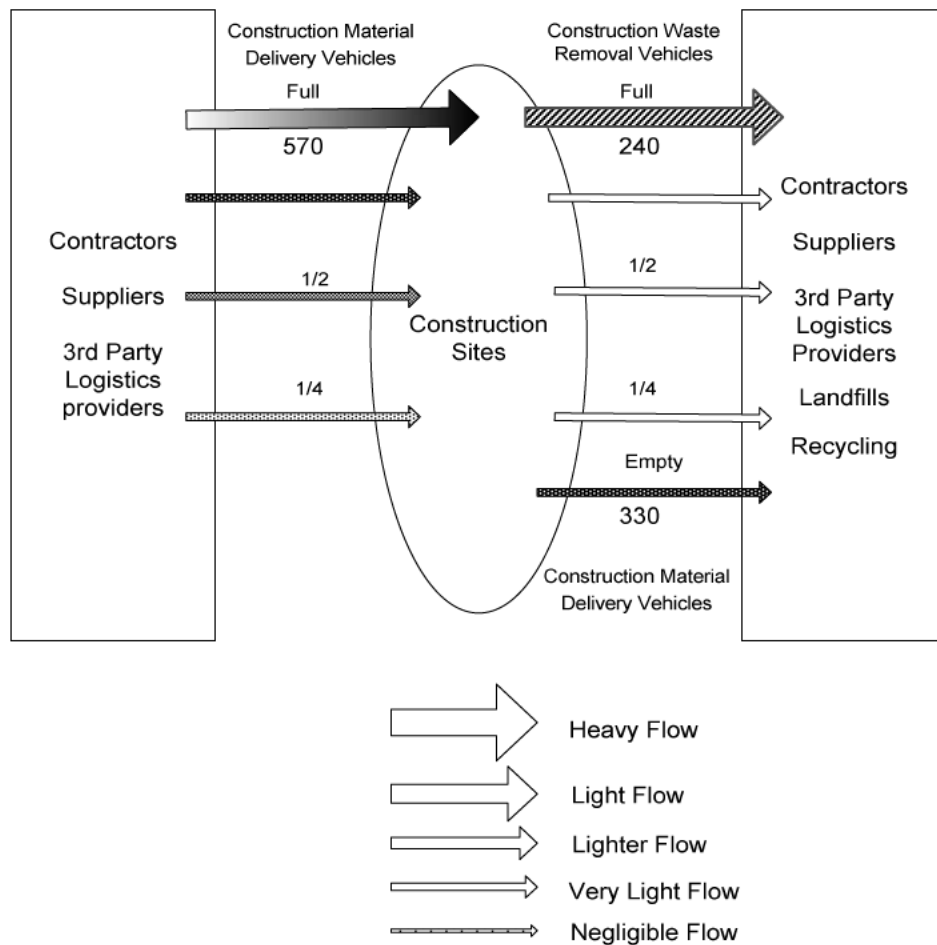 Construction Material
Delivery Vehicles
Full
570
Construction Waste
Removal Vehicles
Full
240
Contractors
Suppliers
3rd Party
Logistics
providers
1/2
1/4
Construction
Sites
1/2
1/4
Empty
330
Construction Material
Delivery Vehicles
Contractors
Suppliers
3rd Party
Logistics
Providers
Landfills
Recycling
Heavy Flow
Light Flow
Lighter Flow
Very Light Flow
Negligible Flow